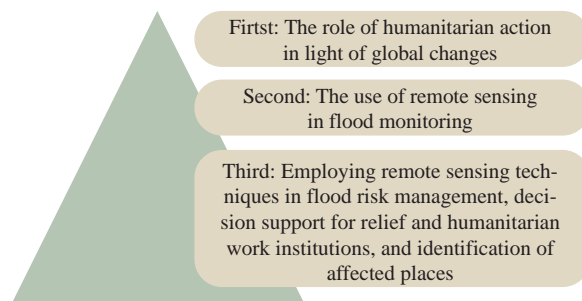 Firtst: The role of humanitarian action
in light of global changes
Second: The use of remote sensing
in flood monitoring
Third: Employing remote sensing tech-
niques in flood risk management, deci-
sion support for relief and humanitarian
work institutions, and identification of
affected places